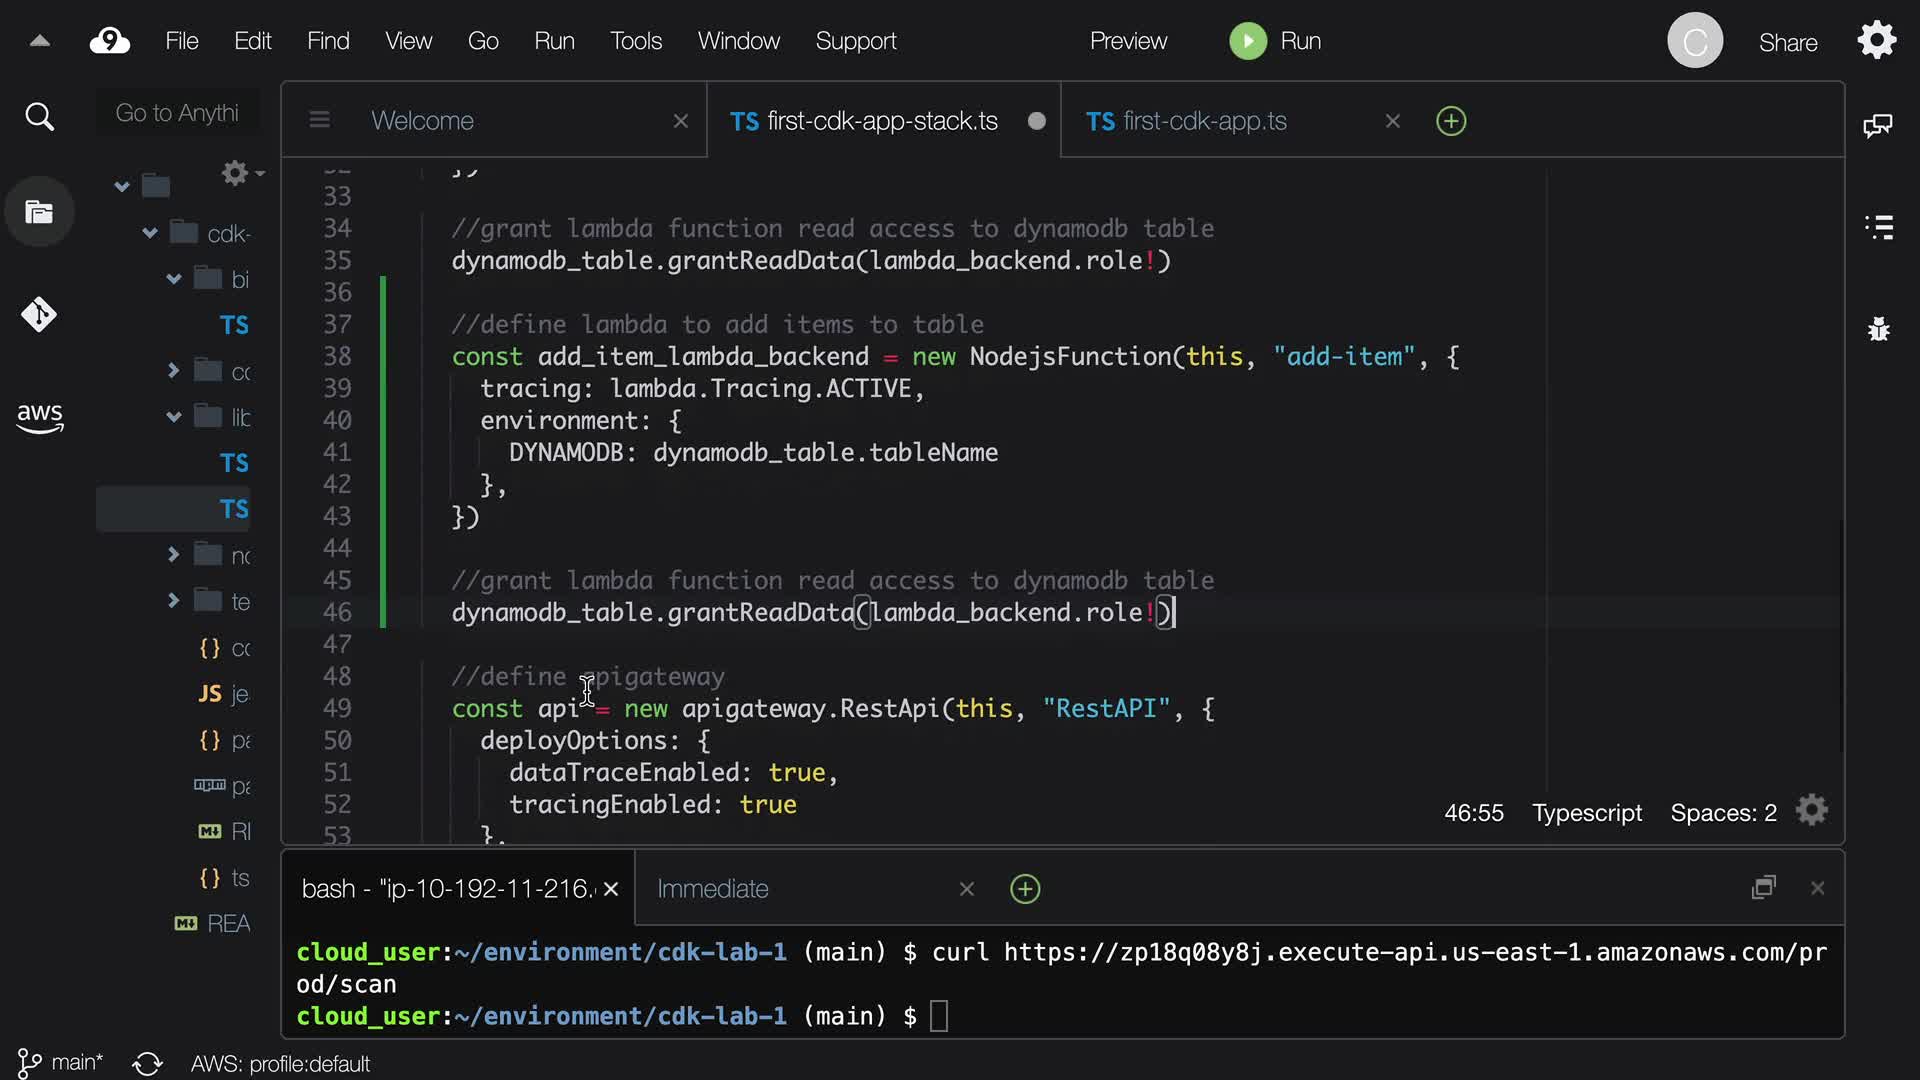 9 File Edit Find View Go Run Tools Window Support Preview Run C Share
Go to Anythi
Welcome
TS first-cdk-app-stack.ts
TS first-cdk-app.ts
cdk-
bi
TS
lib
TS
TS
te
{}
JS je
{}
M↓
{} ts
M↓ REA
aws
33
34 //grant lambda function read access to dynamodb table
35 dynamodb_table.grantReadData(lambda_backend.role!)
36
37 //define lambda to add items to table
38 const add_item_lambda_backend = new NodejsFunction(this, "add-item", {
39 tracing: lambda.Tracing.ACTIVE,
40 environment: {
41 DYNAMODB: dynamodb_table.tableName
42 },
43 })
44
45 //grant lambda function read access to dynamodb table
46 dynamodb_table.grantReadData(lambda_backend.role!)
47
48 //define apigateway
49 const api = new apigateway.RestApi(this, "RestAPI", {
50 deployOptions: {
51 dataTraceEnabled: true,
52 tracingEnabled: true
53 },
46:55 Typescript Spaces: 2
bash - "ip-10-192-11-216.
Immediate
cloud_user:~/environment/cdk-lab-1 (main) $ curl https://zp18q08y8j.execute-api.us-east-1.amazonaws.com/pr
od/scan
cloud_user:~/environment/cdk-lab-1 (main) $
main* AWS: profile:default